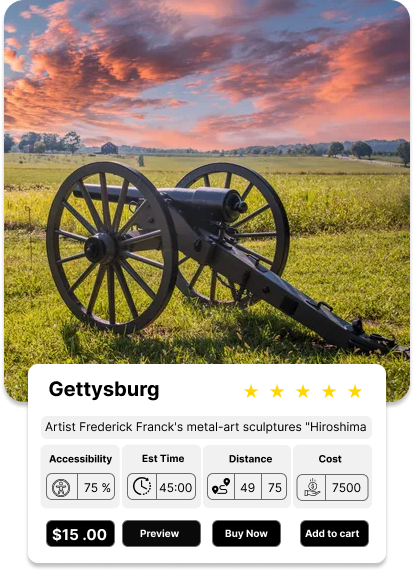 Gettysburg
Artist Frederick Franck's metal-art sculptures "Hiroshima
Accessibility Est Time Distance Cost
75 % 45:00 49 75 7500
$15 .00 Preview Buy Now Add to cart